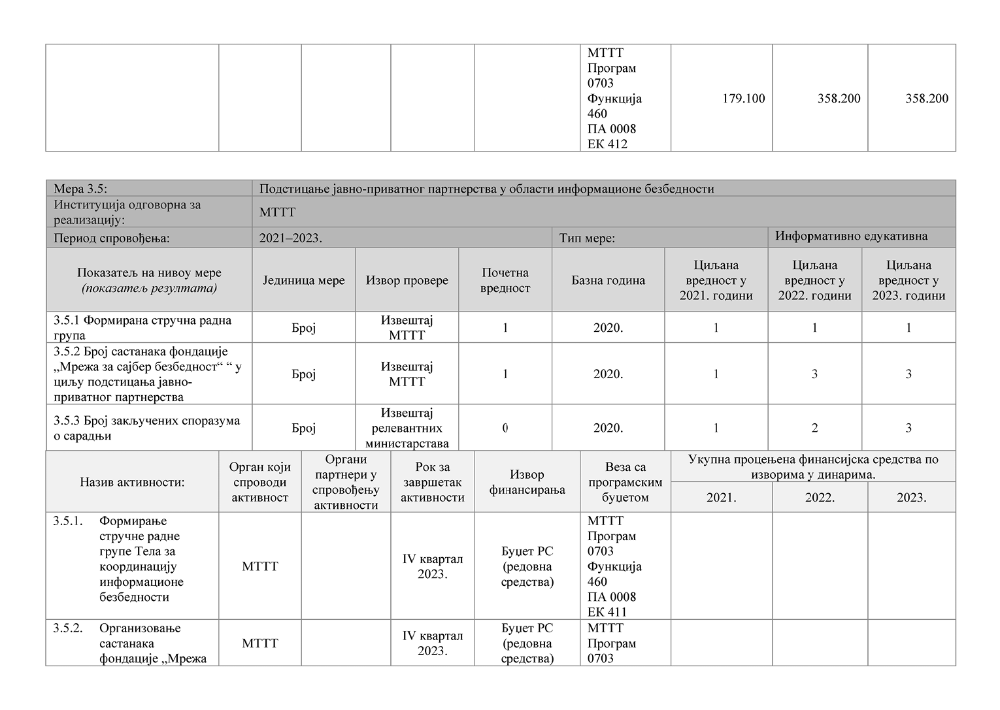 МТТТ
Програм
0703
Функција
460
ПА 0008
ЕК 412
179.100
358.200
358.200
Мера 3.5:
Подстицање јавно-приватног партнерства у области информационе безбедности
Институција одговорна за
реализацију:
МТТТ
Период спровођења:
2021–2023.
Тип мере:
Информативно едукативна
Показатељ на нивоу мере
(показатељ резултата)
Јединица мере
Извор провере
Почетна
вредност
Базна година
Циљана
вредност у
2021. години
Циљана
вредност у
2022. години
Циљана
вредност у
2023. години
3.5.1 Формирана стручна радна
група
Број
Извештај
МТТТ
1
2020.
1
1
1
3.5.2 Број састанака фондације
„Мрежа за сајбер безбедност“ “ у
циљу подстицања јавно-
приватног партнерства
Број
Извештај
МТТТ
1
2020.
1
3
3
3.5.3 Број закључених споразума
о сарадњи
Број
Извештај
релевантних
министарстава
0
2020.
1
2
3
Назив активности:
Орган који
спроводи
активност
Органи
партнери у
спровођењу
активности
Рок за
завршетак
активности
Извор
финансирања
Веза са
програмским
буџетом
Укупна процењена финансијска средства по
изворима у динарима.
2021.
2022.
2023.
3.5.1. Формирање
стручне радне
групе Тела за
координацију
информационе
безбедности
МТТТ
IV квартал
2023.
Буџет РС
(редовна
средства)
МТТТ
Програм
0703
Функција
460
ПА 0008
ЕК 411
3.5.2. Организовање
састанака
фондације „Мрежа
МТТТ
IV квартал
2023.
Буџет РС
(редовна
средства)
МТТТ
Програм
0703